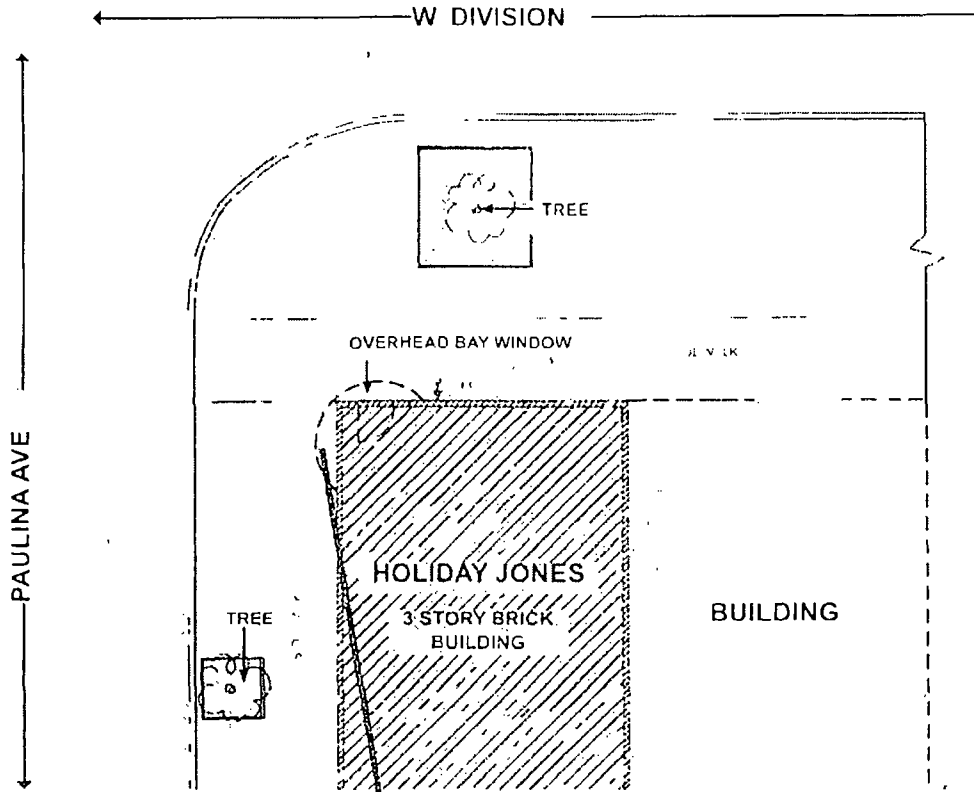 W DIVISION
TREE
OVERHEAD BAY WINDOW
PAULINA AVE
HOLIDAY JONES
3 STORY BRICK
BUILDING
BUILDING
TREE